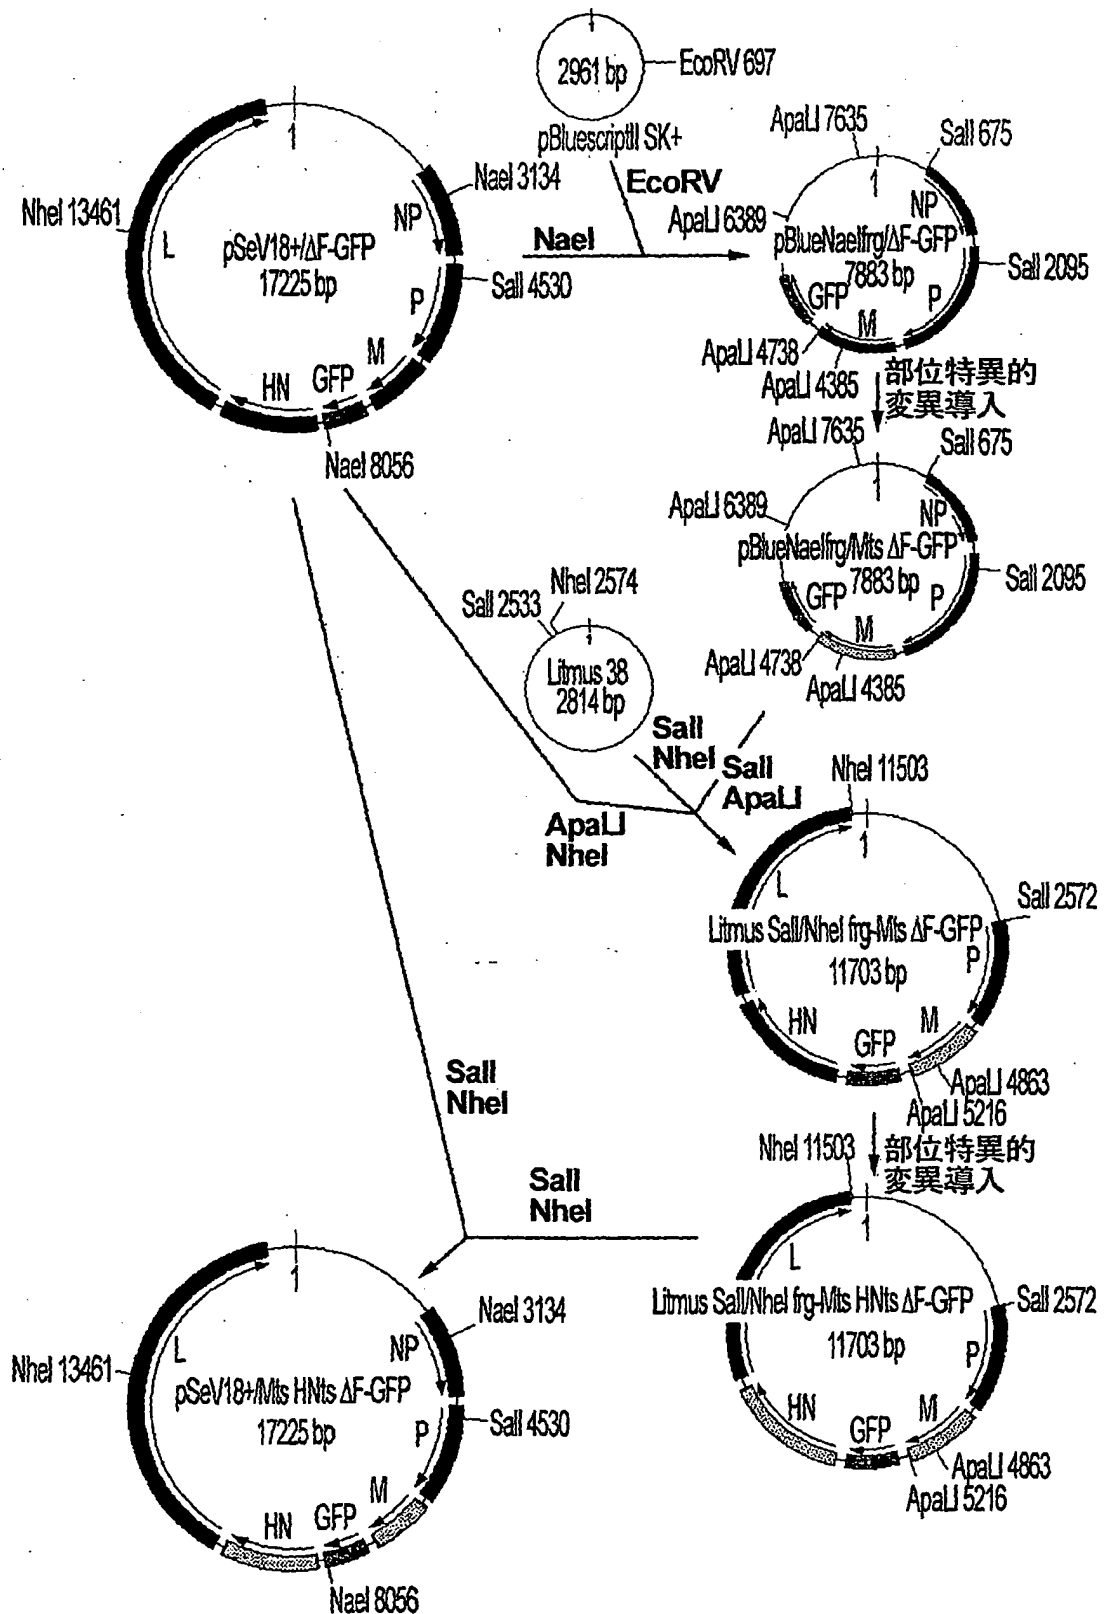 2961 bp
EcoRV 697
pBluescriptII SK+
EcoRV
NaeI
1
NheI 13461
L
pSeV18+/ΔF-GFP
17225 bp
NaeI 3134
NP
SalI 4530
P
M
GFP
HN
NaeI 8056
ApaLI 7635
SalI 675
1
ApaLI 6389
NP
pBlueNaeIfrg/ΔF-GFP
7883 bp
SalI 2095
GFP
P
M
ApaLI 4738
ApaLI 4385
部位特異的
変異導入
ApaLI 7635
SalI 675
1
ApaLI 6389
NP
pBlueNaeIfrg/Mts ΔF-GFP
7883 bp
SalI 2095
GFP
P
M
ApaLI 4738
ApaLI 4385
NheI 2574
SalI 2533
Litmus 38
2814 bp
SalI
NheI
SalI
ApaLI
ApaLI
NheI
NheI 11503
1
L
SalI 2572
Litmus SalI/NheI frg-Mts ΔF-GFP
11703 bp
P
HN
M
GFP
ApaLI 4863
ApaLI 5216
部位特異的
変異導入
SalI
NheI
SalI
NheI
NheI 11503
1
L
Litmus SalI/NheI frg-Mts HNts ΔF-GFP
SalI 2572
11703 bp
P
HN
M
GFP
ApaLI 4863
ApaLI 5216
1
NaeI 3134
L
NP
NheI 13461
pSeV18+/Mts HNts ΔF-GFP
17225 bp
SalI 4530
P
M
GFP
HN
NaeI 8056